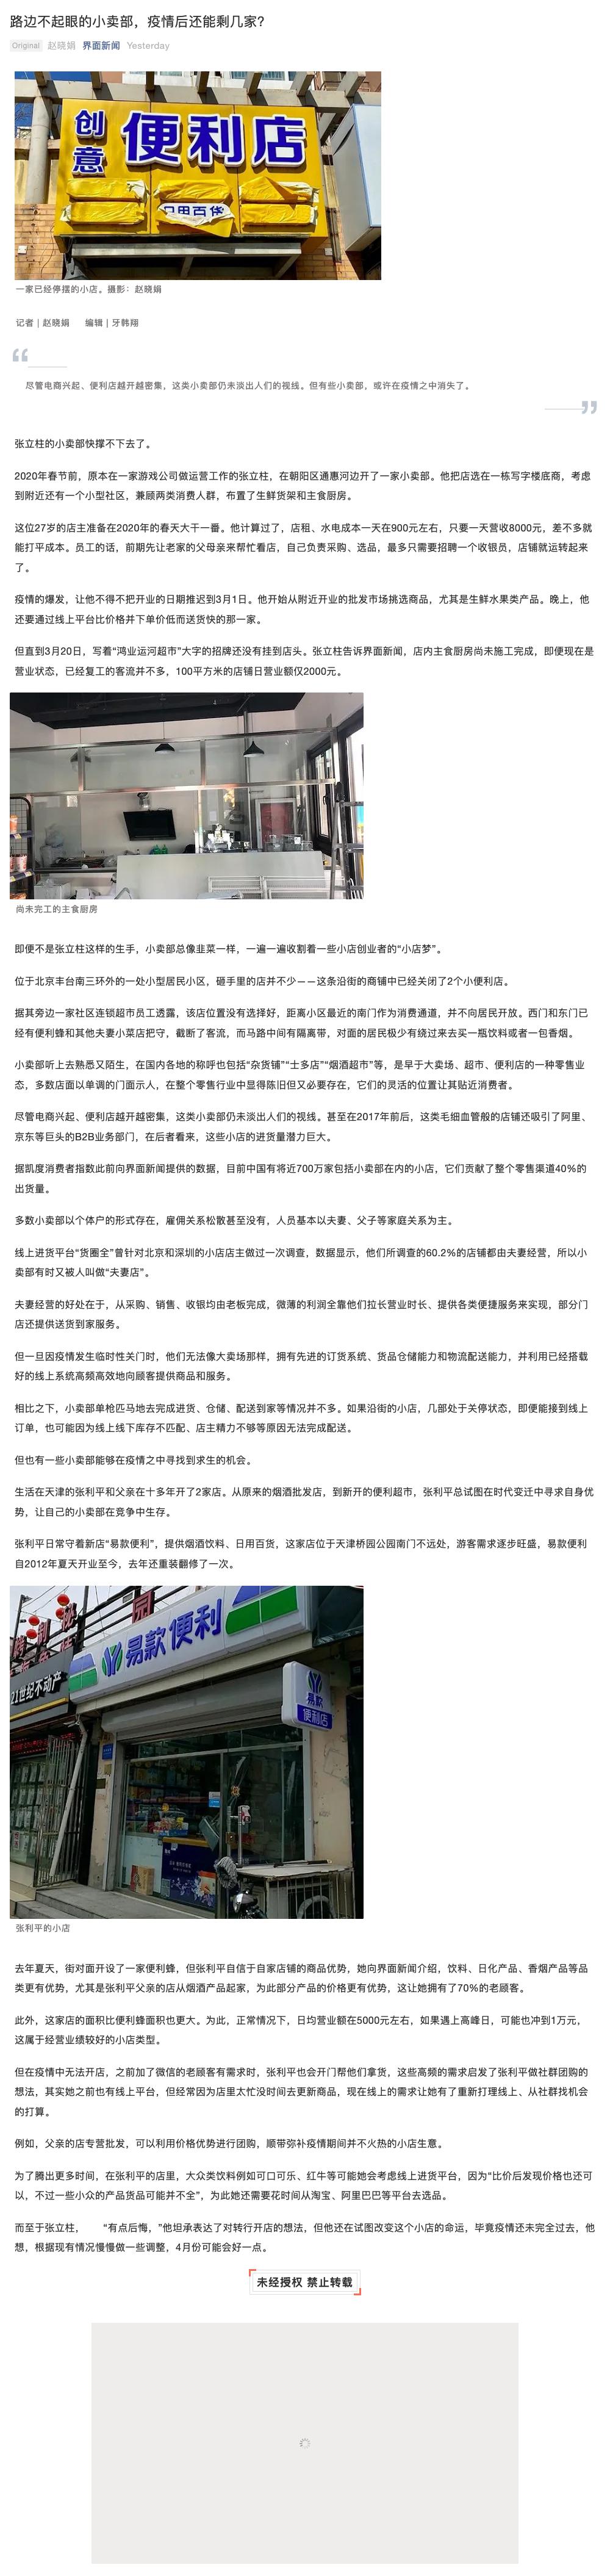 路边不起眼的小卖部，疫情后还能剩几家？
Original 赵晓娟 界面新闻 Yesterday
创意
便利店
日用百货
一家已经停摆的小店。摄影：赵晓娟
记者 | 赵晓娟 编辑 | 牙韩翔
“
尽管电商兴起、便利店越开越密集，这类小卖部仍未淡出人们的视线。但有些小卖部，或许在疫情之中消失了。
”
张立柱的小卖部快撑不下去了。
2020年春节前，原本在一家游戏公司做运营工作的张立柱，在朝阳区通惠河边开了一家小卖部。他把店选在一栋写字楼底商，考虑
到附近还有一个小型社区，兼顾两类消费人群，布置了生鲜货架和主食厨房。
这位27岁的店主准备在2020年的春天大干一番。他计算过了，店租、水电成本一天在900元左右，只要一天营收8000元，差不多就
能打平成本。员工的话，前期先让老家的父母亲来帮忙看店，自己负责采购、选品，最多只需要招聘一个收银员，店铺就运转起来
了。
疫情的爆发，让他不得不把开业的日期推迟到3月1日。他开始从附近开业的批发市场挑选商品，尤其是生鲜水果类产品。晚上，他
还要通过线上平台比价格并下单价低而送货快的那一家。
但直到3月20日，写着“鸿业运河超市”大字的招牌还没有挂到店头。张立柱告诉界面新闻，店内主食厨房尚未施工完成，即便现在是
营业状态，已经复工的客流并不多，100平方米的店铺日营业额仅2000元。
尚未完工的主食厨房
即便不是张立柱这样的生手，小卖部总像韭菜一样，一遍一遍收割着一些小店创业者的“小店梦”。
位于北京丰台南三环外的一处小型居民小区，砸手里的店并不少——这条沿街的商铺中已经关闭了2个小便利店。
据其旁边一家社区连锁超市员工透露，该店位置没有选择好，距离小区最近的南门作为消费通道，并不向居民开放。西门和东门已
经有便利蜂和其他夫妻小菜店把守，截断了客流，而马路中间有隔离带，对面的居民极少有绕过来去买一瓶饮料或者一包香烟。
小卖部听上去熟悉又陌生，在国内各地的称呼也包括“杂货铺”“士多店”“烟酒超市”等，是早于大卖场、超市、便利店的一种零售业
态，多数店面以单调的门面示人，在整个零售行业中显得陈旧但又必要存在，它们的灵活的位置让其贴近消费者。
尽管电商兴起、便利店越开越密集，这类小卖部仍未淡出人们的视线。甚至在2017年前后，这类毛细血管般的店铺还吸引了阿里、
京东等巨头的B2B业务部门，在后者看来，这些小店的进货量潜力巨大。
据凯度消费者指数此前向界面新闻提供的数据，目前中国有将近700万家包括小卖部在内的小店，它们贡献了整个零售渠道40%的
出货量。
多数小卖部以个体户的形式存在，雇佣关系松散甚至没有，人员基本以夫妻、父子等家庭关系为主。
线上进货平台“货圈全”曾针对北京和深圳的小店店主做过一次调查，数据显示，他们所调查的60.2%的店铺都由夫妻经营，所以小
卖部有时又被人叫做“夫妻店”。
夫妻经营的好处在于，从采购、销售、收银均由老板完成，微薄的利润全靠他们拉长营业时长、提供各类便捷服务来实现，部分门
店还提供送货到家服务。
但一旦因疫情发生临时性关门时，他们无法像大卖场那样，拥有先进的订货系统、货品仓储能力和物流配送能力，并利用已经搭载
好的线上系统高频高效地向顾客提供商品和服务。
相比之下，小卖部单枪匹马地去完成进货、仓储、配送到家等情况并不多。如果沿街的小店，几部处于关停状态，即便能接到线上
订单，也可能因为线上线下库存不匹配、店主精力不够等原因无法完成配送。
但也有一些小卖部能够在疫情之中寻找到求生的机会。
生活在天津的张利平和父亲在十多年开了2家店。从原来的烟酒批发店，到新开的便利超市，张利平总试图在时代变迁中寻求自身优
势，让自己的小卖部在竞争中生存。
张利平日常守着新店“易款便利”，提供烟酒饮料、日用百货，这家店位于天津桥园公园南门不远处，游客需求逐步旺盛，易款便利
自2012年夏天开业至今，去年还重装翻修了一次。
21世纪不动产
易款便利
易款
便利店
张利平的小店
去年夏天，街对面开设了一家便利蜂，但张利平自信于自家店铺的商品优势，她向界面新闻介绍，饮料、日化产品、香烟产品等品
类更有优势，尤其是张利平父亲的店从烟酒产品起家，为此部分产品的价格更有优势，这让她拥有了70%的老顾客。
此外，这家店的面积比便利蜂面积也更大。为此，正常情况下，日均营业额在5000元左右，如果遇上高峰日，可能也冲到1万元，
这属于经营业绩较好的小店类型。
但在疫情中无法开店，之前加了微信的老顾客有需求时，张利平也会开门帮他们拿货，这些高频的需求启发了张利平做社群团购的
想法，其实她之前也有线上平台，但经常因为店里太忙没时间去更新商品，现在线上的需求让她有了重新打理线上、从社群找机会
的打算。
例如，父亲的店专营批发，可以利用价格优势进行团购，顺带弥补疫情期间并不火热的小店生意。
为了腾出更多时间，在张利平的店里，大众类饮料例如可口可乐、红牛等可能她会考虑线上进货平台，因为“比价后发现价格也还可
以，不过一些小众的产品货品可能并不全”，为此她还需要花时间从淘宝、阿里巴巴等平台去选品。
而至于张立柱， “有点后悔，”他坦承表达了对转行开店的想法，但他还在试图改变这个小店的命运，毕竟疫情还未完全过去，他
想，根据现有情况慢慢做一些调整，4月份可能会好一点。
未经授权 禁止转载